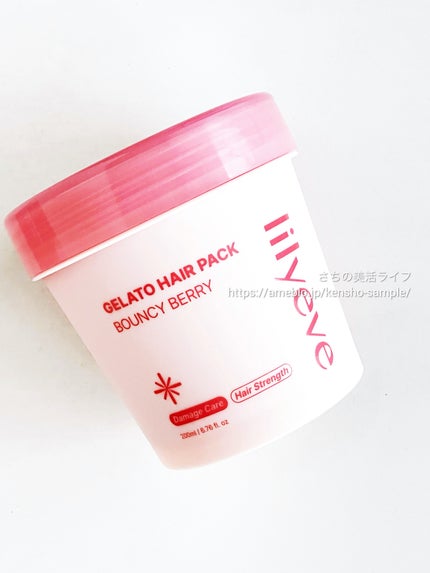 GELATO HAIR PACK
BOUNCY BERRY
lilyeve
さちの美活ライフ
https://ameblo.jp/kensho-sample/
Damage Care
Hair Strength
200ml | 6.76 fl. oz